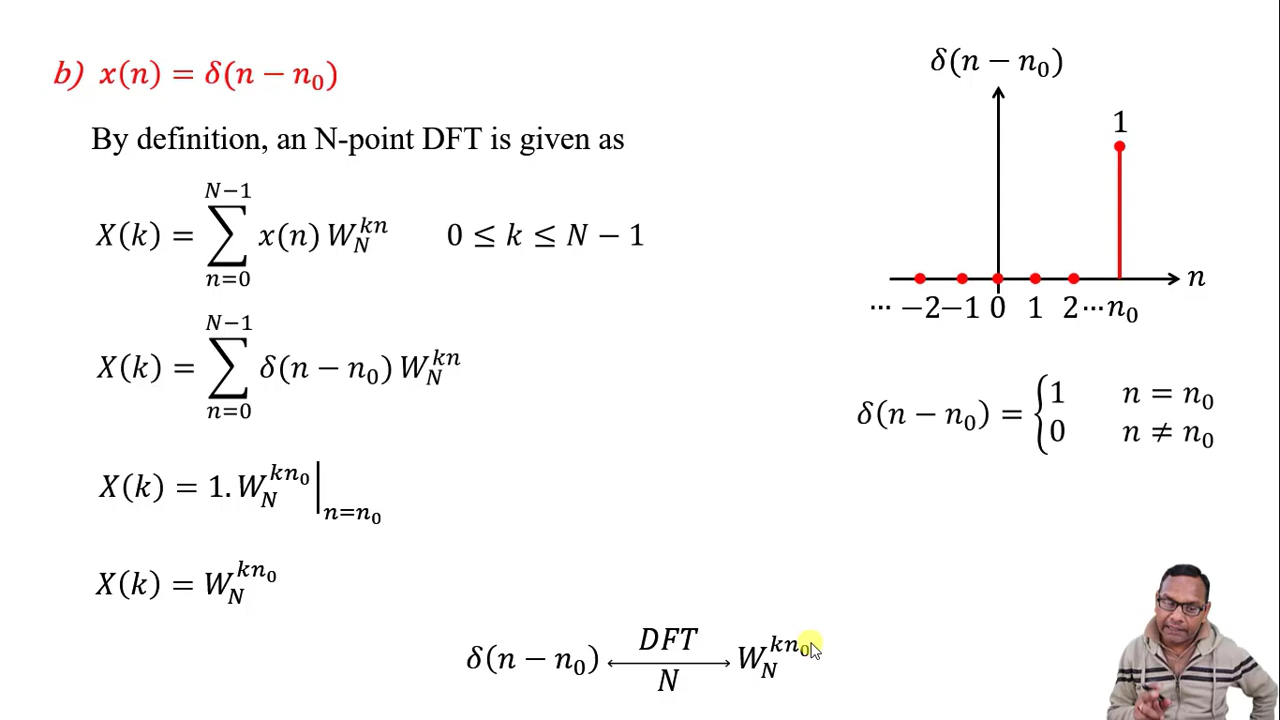 b) x(n) = δ(n − n₀)
By definition, an N-point DFT is given as
X(k) = ∑_{n=0}^{N−1} x(n) W_N^{kn} 0 ≤ k ≤ N − 1
X(k) = ∑_{n=0}^{N−1} δ(n − n₀) W_N^{kn}
X(k) = 1. W_N^{kn₀} |_{n=n₀}
X(k) = W_N^{kn₀}
δ(n − n₀) ⟷^{DFT}_{N} W_N^{kn₀}
δ(n − n₀)
1
n
··· −2 −1 0 1 2 ··· n₀
δ(n − n₀) = { 1 n = n₀
0 n ≠ n₀